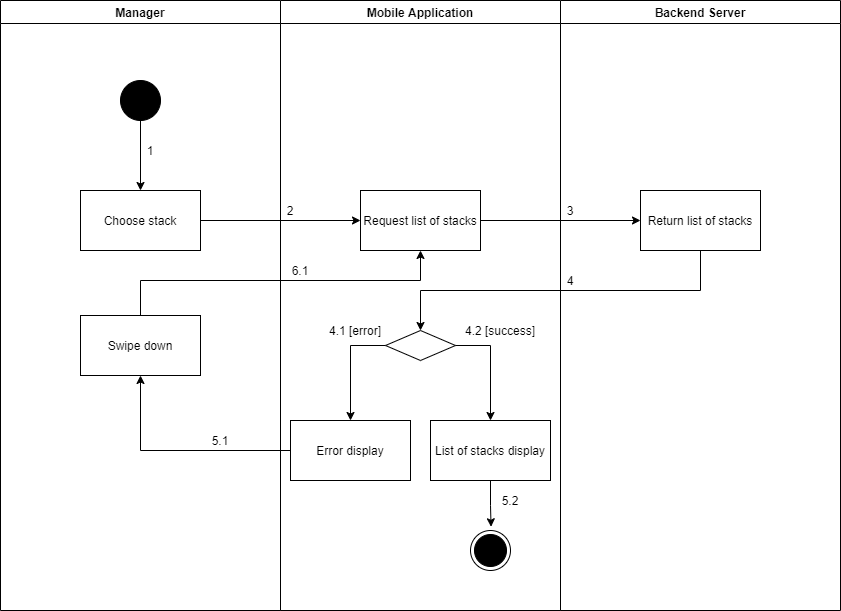 Manager
Mobile Application
Backend Server
1
Choose stack
2
Request list of stacks
3
Return list of stacks
6.1
4
4.1 [error]
4.2 [success]
Swipe down
5.1
Error display
List of stacks display
5.2